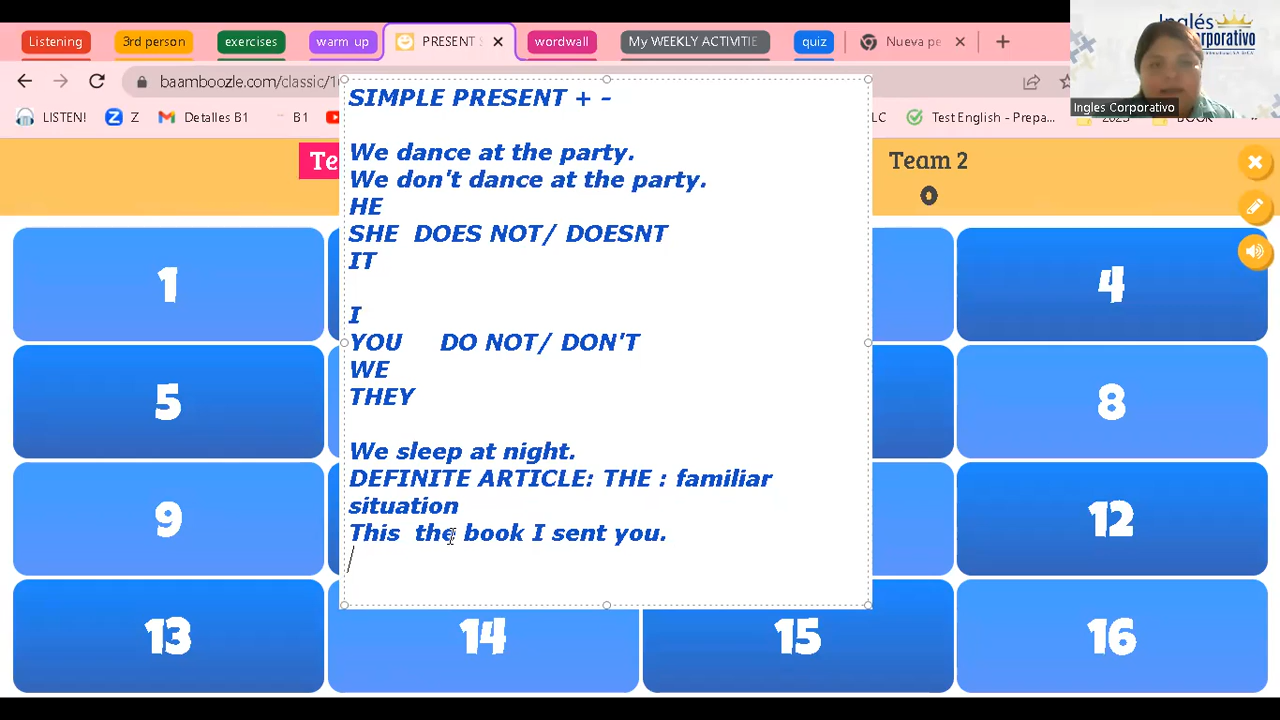 Listening
3rd person
exercises
warm up
PRESENT S
wordwall
My WEEKLY ACTIVITIE
quiz
Nueva pe
Inglés
Corporativo
Ingles Corporativo
baamboozle.com/classic/1
LISTEN!
Z
Detalles B1
B1
LC
Test English - Prepa...
2023
BOOK
Te
Team 2
0
SIMPLE PRESENT + -
We dance at the party.
We don't dance at the party.
HE
SHE DOES NOT/ DOESNT
IT
I
YOU DO NOT/ DON'T
WE
THEY
We sleep at night.
DEFINITE ARTICLE: THE : familiar
situation
This the book I sent you.
1
4
5
8
9
12
13
14
15
16